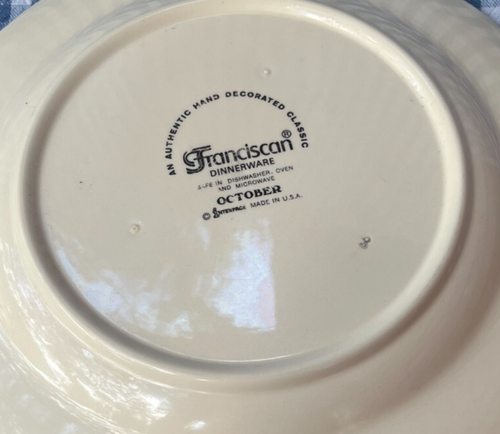 AN AUTHENTIC HAND DECORATED CLASSIC
Franciscan®
DINNERWARE
SAFE IN DISHWASHER, OVEN
AND MICROWAVE
OCTOBER
© INTERPACE MADE IN U.S.A.